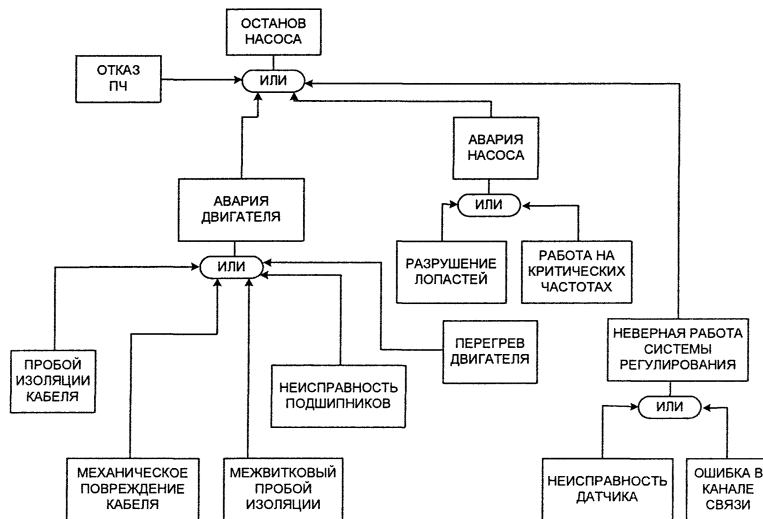 ОСТАНОВ
НАСОСА
ОТКАЗ
ПЧ
ИЛИ
АВАРИЯ
НАСОСА
АВАРИЯ
ДВИГАТЕЛЯ
ИЛИ
РАЗРУШЕНИЕ
ЛОПАСТЕЙ
РАБОТА НА
КРИТИЧЕСКИХ
ЧАСТОТАХ
ИЛИ
ПРОБОЙ
ИЗОЛЯЦИИ
КАБЕЛЯ
НЕИСПРАВНОСТЬ
ПОДШИПНИКОВ
ПЕРЕГРЕВ
ДВИГАТЕЛЯ
НЕВЕРНАЯ РАБОТА
СИСТЕМЫ
РЕГУЛИРОВАНИЯ
ИЛИ
МЕХАНИЧЕСКОЕ
ПОВРЕЖДЕНИЕ
КАБЕЛЯ
МЕЖВИТКОВЫЙ
ПРОБОЙ
ИЗОЛЯЦИИ
НЕИСПРАВНОСТЬ
ДАТЧИКА
ОШИБКА В
КАНАЛЕ
СВЯЗИ